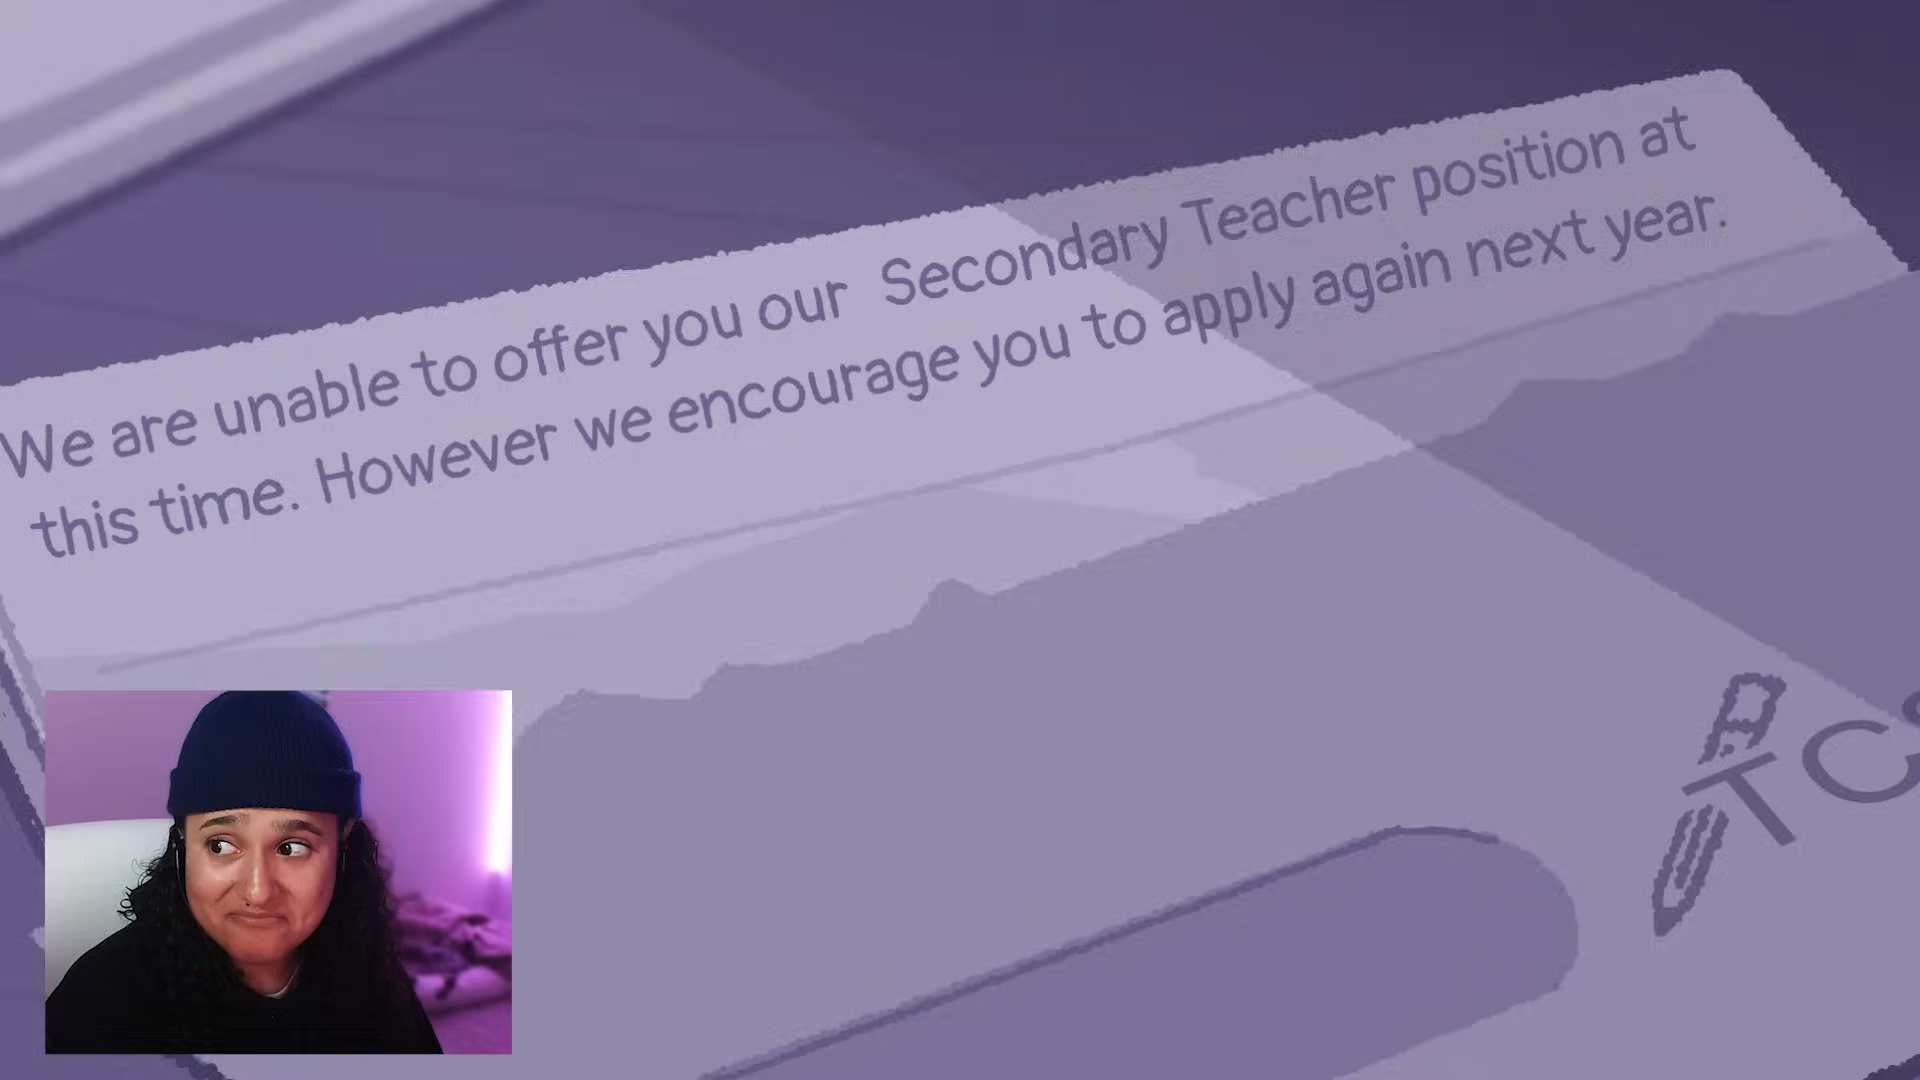 We are unable to offer you our Secondary Teacher position at
this time. However we encourage you to apply again next year.